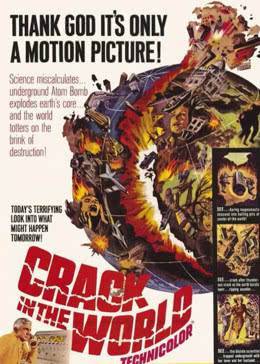 THANK GOD IT'S ONLY
A MOTION PICTURE!
Science miscalculates...
underground Atom Bomb
explodes earth's core...
and the world
totters on the
brink of
destruction!
TODAY'S TERRIFYING
LOOK INTO WHAT
MIGHT HAPPEN
TOMORROW!
CRACK
IN THE WORLD
TECHNICOLOR